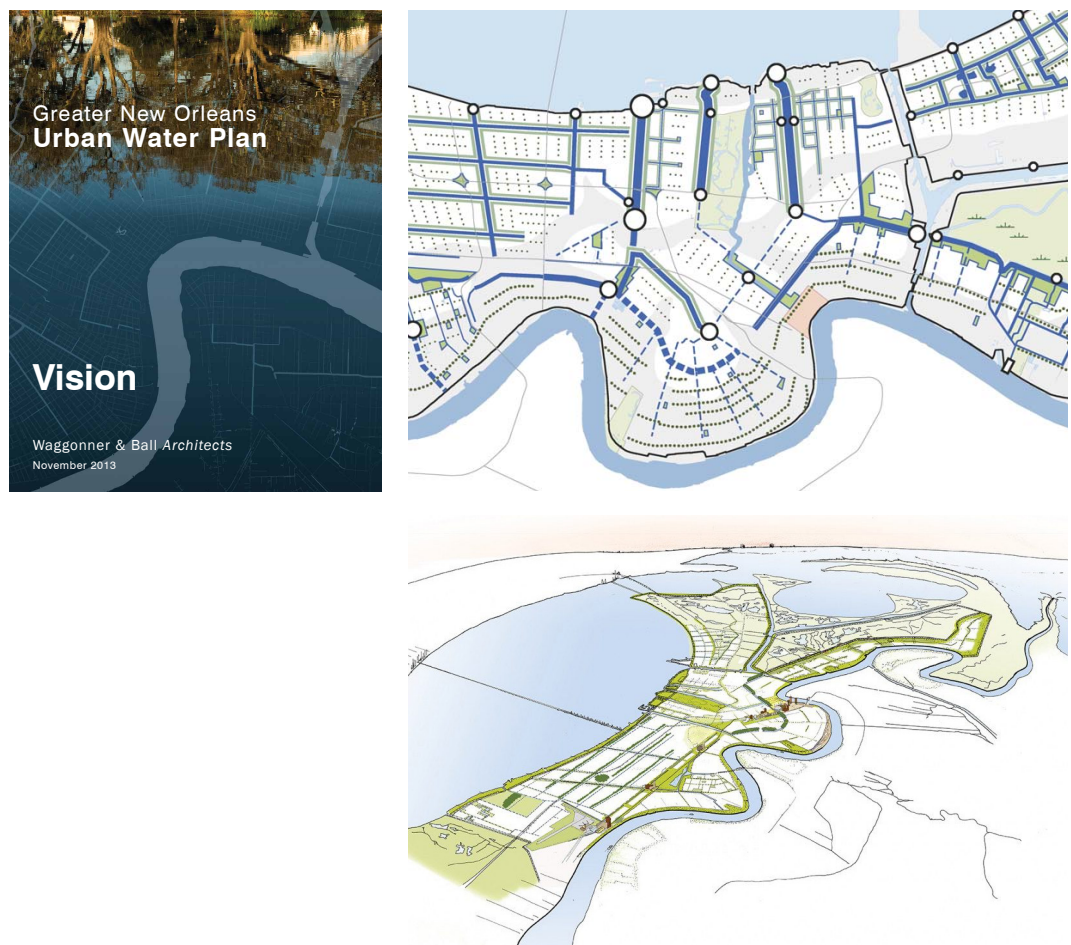 Greater New Orleans
Urban Water Plan
Vision
Waggonner & Ball Architects
November 2013